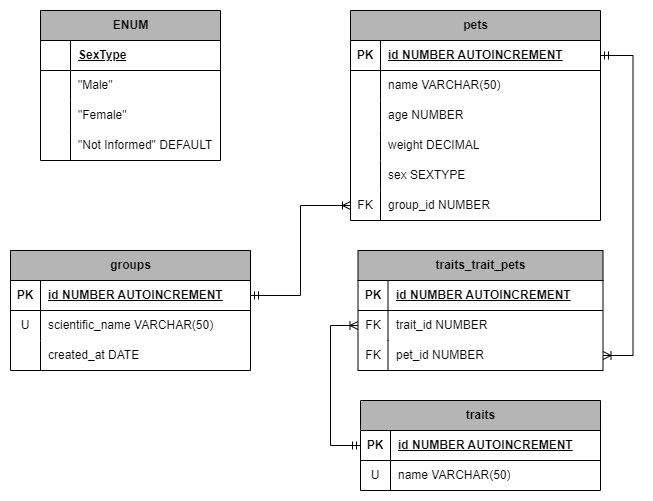 ENUM
SexType
"Male"
"Female"
"Not Informed" DEFAULT
pets
PK id NUMBER AUTOINCREMENT
name VARCHAR(50)
age NUMBER
weight DECIMAL
sex SEXTYPE
FK group_id NUMBER
groups
PK id NUMBER AUTOINCREMENT
U scientific_name VARCHAR(50)
created_at DATE
traits_trait_pets
PK id NUMBER AUTOINCREMENT
FK trait_id NUMBER
FK pet_id NUMBER
traits
PK id NUMBER AUTOINCREMENT
U name VARCHAR(50)